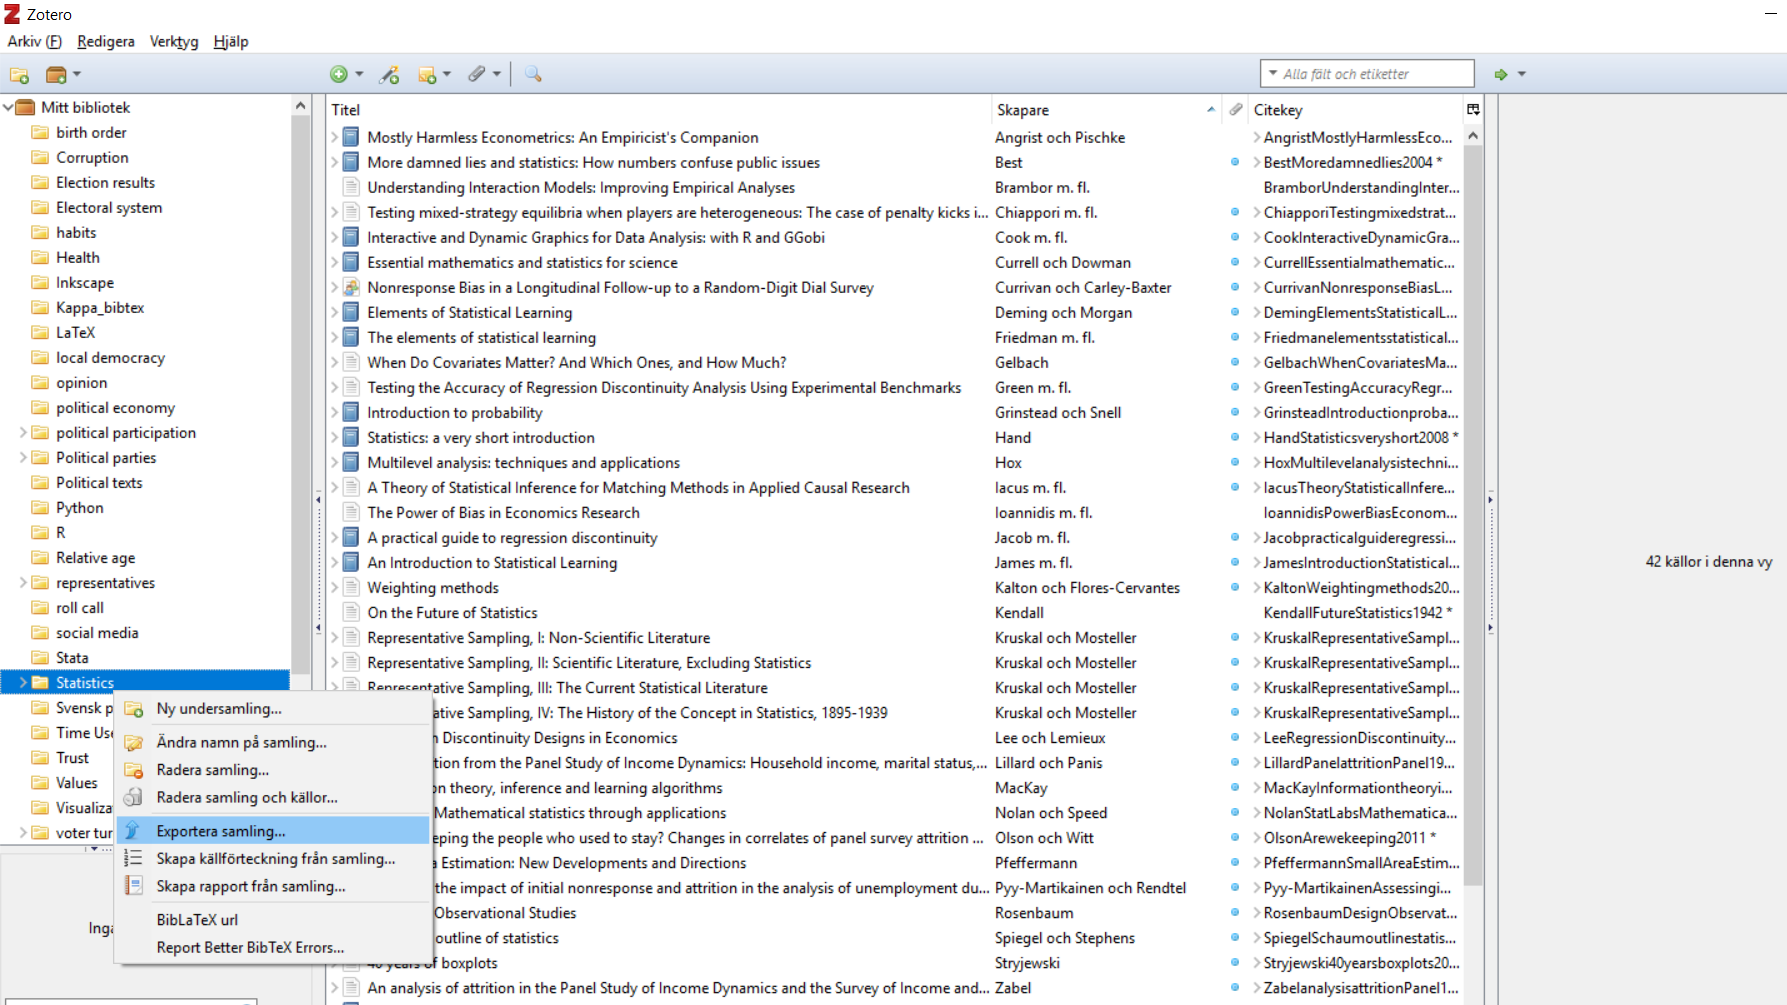 Zotero
Arkiv (F) Redigera Verktyg Hjälp
Alla fält och etiketter
Mitt bibliotek
birth order
Corruption
Election results
Electoral system
habits
Health
Inkscape
Kappa_bibtex
LaTeX
local democracy
opinion
political economy
political participation
Political parties
Political texts
Python
R
Relative age
representatives
roll call
social media
Stata
Statistics
Svensk p
Time Use
Trust
Values
Visualiza
voter tur
Ny undersamling...
Ändra namn på samling...
Radera samling...
Radera samling och källor...
Exportera samling...
Skapa källförteckning från samling...
Skapa rapport från samling...
BibLaTeX url
Report Better BibTeX Errors...
Inga
Titel Skapare Citekey
Mostly Harmless Econometrics: An Empiricist's Companion Angrist och Pischke AngristMostlyHarmlessEco...
More damned lies and statistics: How numbers confuse public issues Best BestMoredamnedlies2004 *
Understanding Interaction Models: Improving Empirical Analyses Brambor m. fl. BramborUnderstandingInter...
Testing mixed-strategy equilibria when players are heterogeneous: The case of penalty kicks i... Chiappori m. fl. ChiapporiTestingmixedstrat...
Interactive and Dynamic Graphics for Data Analysis: with R and GGobi Cook m. fl. CookInteractiveDynamicGra...
Essential mathematics and statistics for science Currell och Dowman CurrellEssentialmathematic...
Nonresponse Bias in a Longitudinal Follow-up to a Random-Digit Dial Survey Currivan och Carley-Baxter CurrivanNonresponseBiasL...
Elements of Statistical Learning Deming och Morgan DemingElementsStatisticalL...
The elements of statistical learning Friedman m. fl. Friedmanelementsstatistical...
When Do Covariates Matter? And Which Ones, and How Much? Gelbach GelbachWhenCovariatesMa...
Testing the Accuracy of Regression Discontinuity Analysis Using Experimental Benchmarks Green m. fl. GreenTestingAccuracyRegr...
Introduction to probability Grinstead och Snell GrinsteadIntroductionproba...
Statistics: a very short introduction Hand HandStatisticsveryshort2008 *
Multilevel analysis: techniques and applications Hox HoxMultilevelanalysistechni...
A Theory of Statistical Inference for Matching Methods in Applied Causal Research Iacus m. fl. IacusTheoryStatisticalInfere...
The Power of Bias in Economics Research Ioannidis m. fl. IoannidisPowerBiasEconom...
A practical guide to regression discontinuity Jacob m. fl. Jacobpracticalguideregressi...
An Introduction to Statistical Learning James m. fl. JamesIntroductionStatistical...
Weighting methods Kalton och Flores-Cervantes KaltonWeightingmethods20...
On the Future of Statistics Kendall KendallFutureStatistics1942 *
Representative Sampling, I: Non-Scientific Literature Kruskal och Mosteller KruskalRepresentativeSampl...
Representative Sampling, II: Scientific Literature, Excluding Statistics Kruskal och Mosteller KruskalRepresentativeSampl...
Representative Sampling, III: The Current Statistical Literature Kruskal och Mosteller KruskalRepresentativeSampl...
ative Sampling, IV: The History of the Concept in Statistics, 1895-1939 Kruskal och Mosteller KruskalRepresentativeSampl...
n Discontinuity Designs in Economics Lee och Lemieux LeeRegressionDiscontinuity...
tion from the Panel Study of Income Dynamics: Household income, marital status,... Lillard och Panis LillardPanelattritionPanel19...
on theory, inference and learning algorithms MacKay MacKayInformationtheoryi...
Mathematical statistics through applications Nolan och Speed NolanStatLabsMathematica...
eping the people who used to stay? Changes in correlates of panel survey attrition ... Olson och Witt OlsonArewekeeping2011 *
a Estimation: New Developments and Directions Pfeffermann PfeffermannSmallAreaEstim...
the impact of initial nonresponse and attrition in the analysis of unemployment du... Pyy-Martikainen och Rendtel Pyy-MartikainenAssessingi...
Observational Studies Rosenbaum RosenbaumDesignObservat...
outline of statistics Spiegel och Stephens SpiegelSchaumoutlinestatis...
40 years of boxplots Stryjewski Stryjewski40yearsboxplots20...
An analysis of attrition in the Panel Study of Income Dynamics and the Survey of Income and... Zabel ZabelanalysisattritionPanel1...
42 källor i denna vy